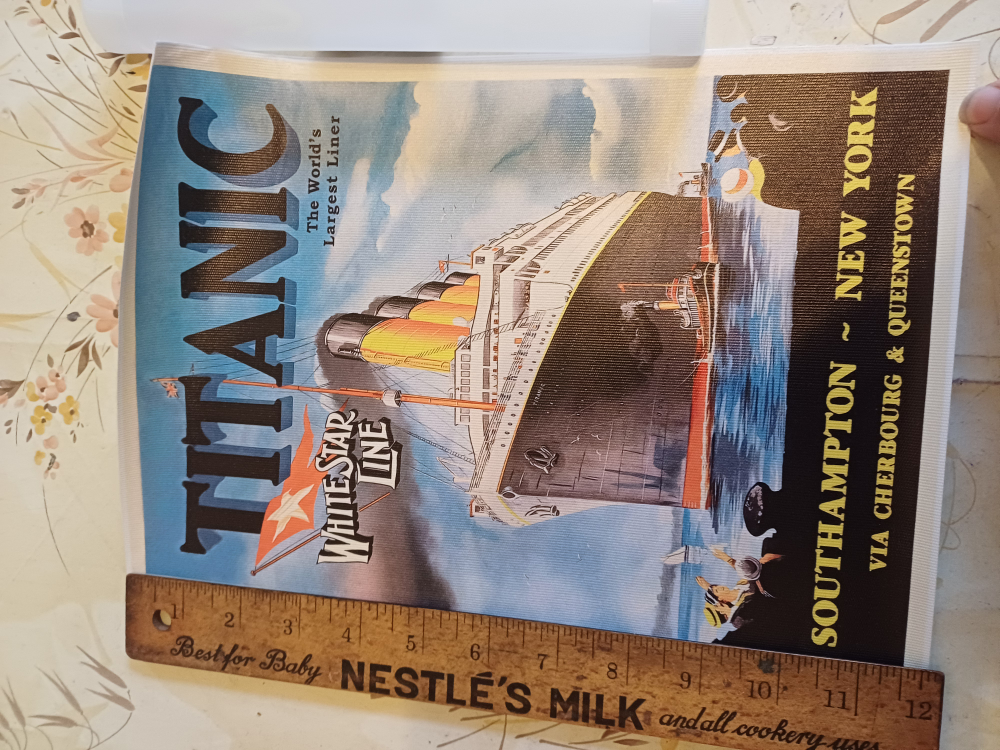 TITANIC
The World's
Largest Liner
WHITE STAR
LINE
TITANIC
SOUTHAMPTON ~ NEW YORK
VIA CHERBOURG & QUEENSTOWN
1 2 3 4 5 6 7 8 9 10 11 12
Best for Baby NESTLÉ'S MILK and all cookery uses